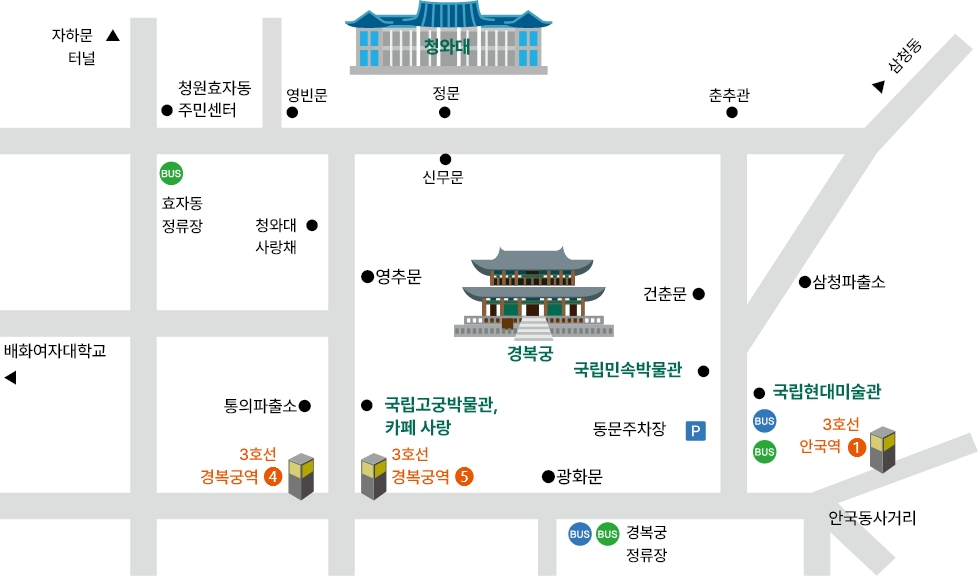 자하문
터널
청와대
삼청동
청원효자동
주민센터
영빈문
정문
춘추관
BUS
효자동
정류장
신무문
청와대
사랑채
영추문
건춘문
삼청파출소
배화여자대학교
경복궁
국립민속박물관
통의파출소
국립고궁박물관,
카페 사랑
동문주차장
P
국립현대미술관
BUS
BUS
3호선
안국역 1
3호선
경복궁역 4
3호선
경복궁역 5
광화문
안국동사거리
BUS BUS
경복궁
정류장